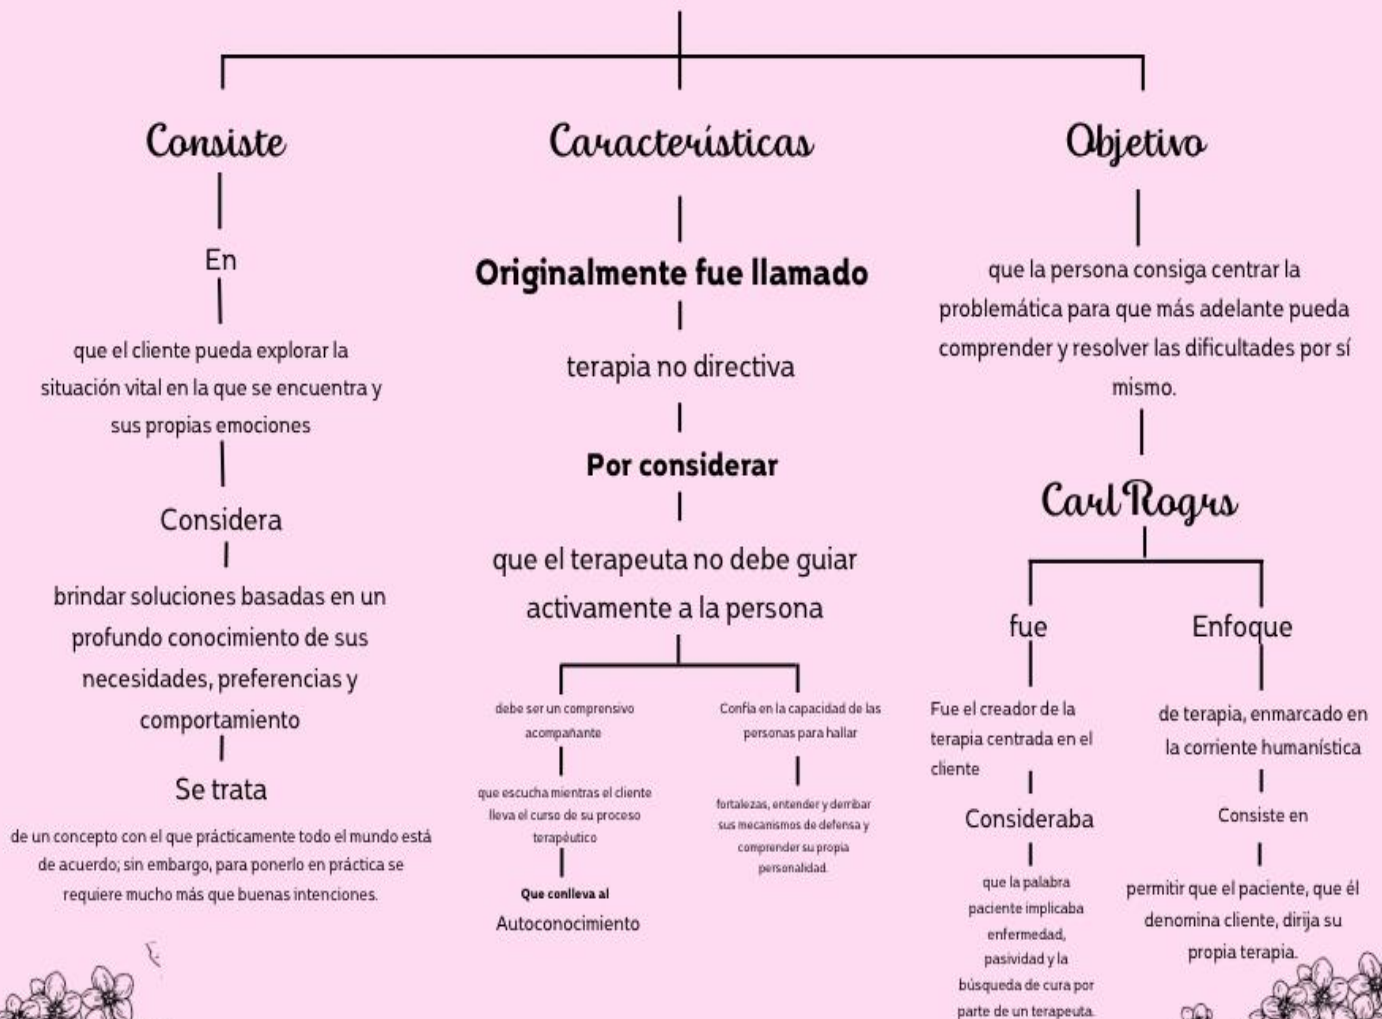 Consiste
En
que el cliente pueda explorar la
situación vital en la que se encuentra y
sus propias emociones
Considera
brindar soluciones basadas en un
profundo conocimiento de sus
necesidades, preferencias y
comportamiento
Se trata
de un concepto con el que prácticamente todo el mundo está
de acuerdo; sin embargo, para ponerlo en práctica se
requiere mucho más que buenas intenciones.
Características
Originalmente fue llamado
terapia no directiva
Por considerar
que el terapeuta no debe guiar
activamente a la persona
debe ser un comprensivo
acompañante
que escucha mientras el cliente
lleva el curso de su proceso
terapéutico
Que conlleva al
Autoconocimiento
Confía en la capacidad de las
personas para hallar
fortalezas, entender y derribar
sus mecanismos de defensa y
comprender su propia
personalidad.
Objetivo
que la persona consiga centrar la
problemática para que más adelante pueda
comprender y resolver las dificultades por sí
mismo.
Carl Rogrs
fue
Fue el creador de la
terapia centrada en el
cliente
Consideraba
que la palabra
paciente implicaba
enfermedad,
pasividad y la
búsqueda de cura por
parte de un terapeuta.
Enfoque
de terapia, enmarcado en
la corriente humanística
Consiste en
permitir que el paciente, que él
denomina cliente, dirija su
propia terapia.